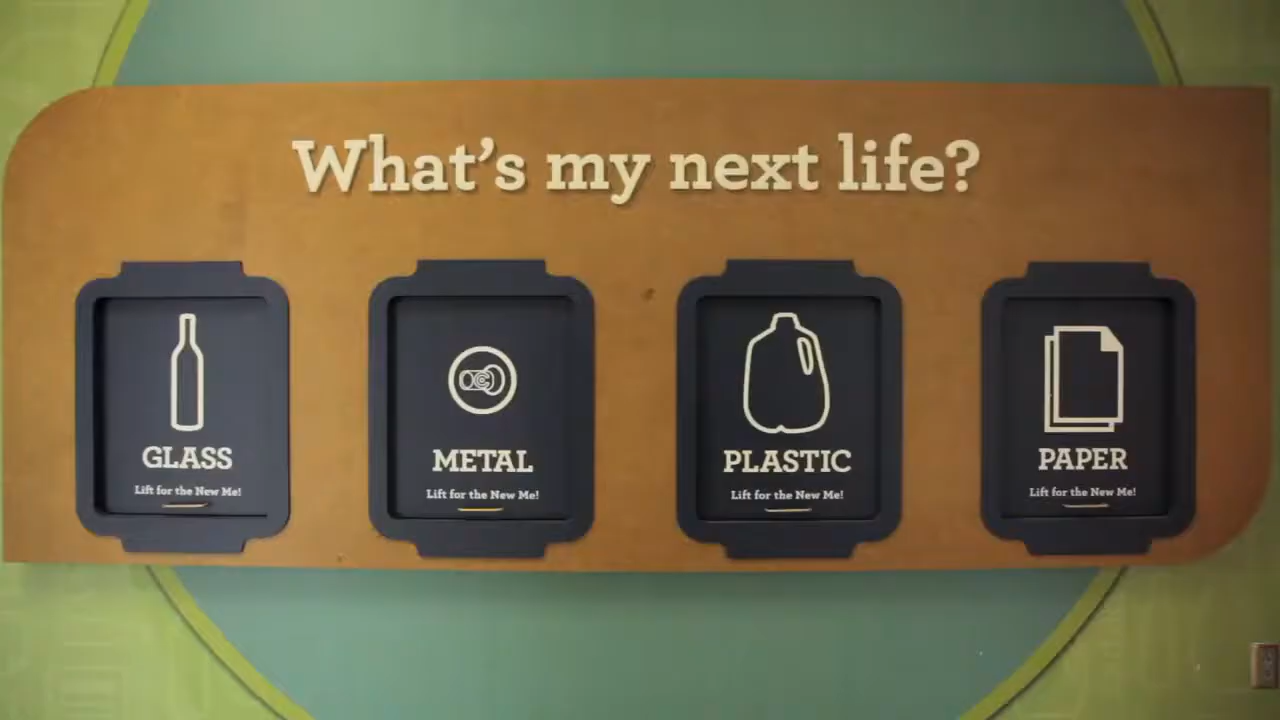 What's my next life?
GLASS
Lift for the New Me!
METAL
Lift for the New Me!
PLASTIC
Lift for the New Me!
PAPER
Lift for the New Me!